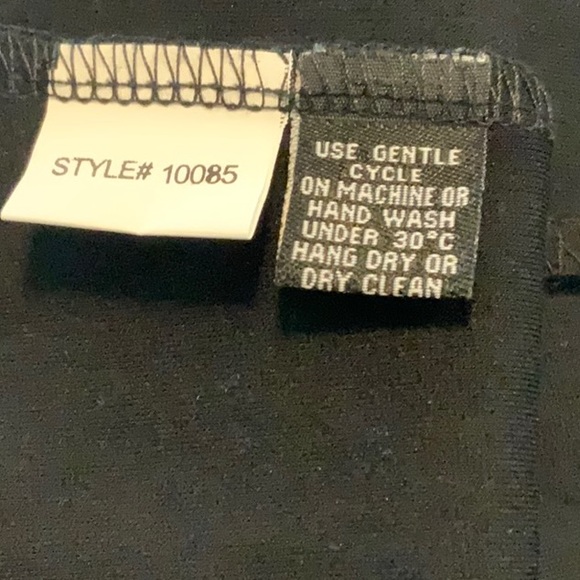 STYLE# 10085
USE GENTLE
CYCLE
ON MACHINE OR
HAND WASH
UNDER 30°C
HANG DRY OR
DRY CLEAN